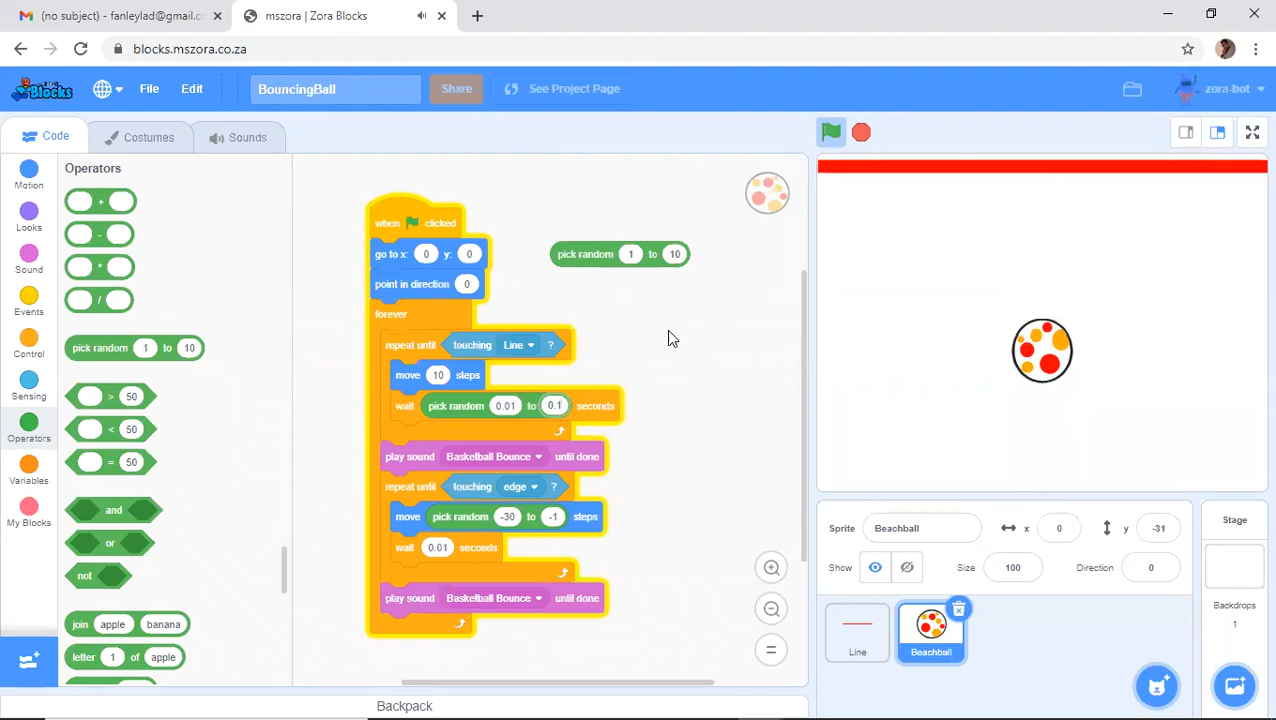 (no subject) - fanleylad@gmail.cc
mszora | Zora Blocks
blocks.mszora.co.za
Blocks
File
Edit
BouncingBall
Share
See Project Page
zora-bot
Code
Costumes
Sounds
Motion
Looks
Sound
Events
Control
Sensing
Operators
Variables
My Blocks
Operators
+
-
*
/
pick random 1 to 10
> 50
< 50
= 50
and
or
not
join apple banana
letter 1 of apple
when clicked
go to x: 0 y: 0
point in direction 0
forever
repeat until touching Line ?
move 10 steps
wait pick random 0.01 to 0.1 seconds
play sound Basketball Bounce until done
repeat until touching edge ?
move pick random -30 to -1 steps
wait 0.01 seconds
play sound Basketball Bounce until done
pick random 1 to 10
Backpack
Sprite Beachball x 0 y -31
Show Size 100 Direction 0
Line
Beachball
Stage
Backdrops
1